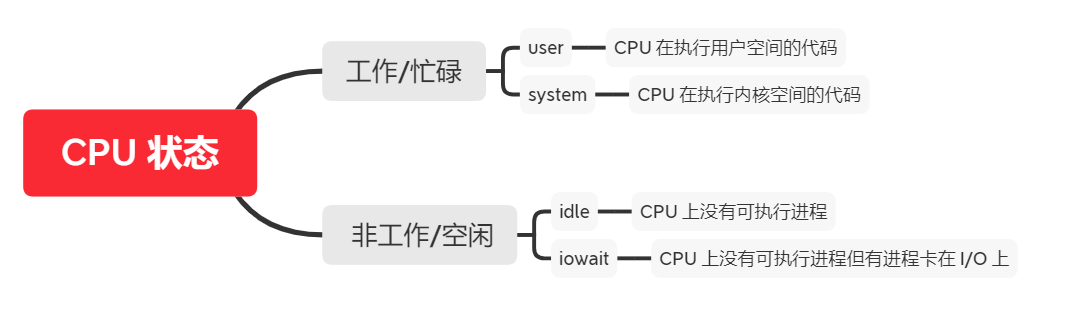 CPU 状态
工作/忙碌
user
CPU 在执行用户空间的代码
system
CPU 在执行内核空间的代码
非工作/空闲
idle
CPU 上没有可执行进程
iowait
CPU 上没有可执行进程但有进程卡在 I/O 上